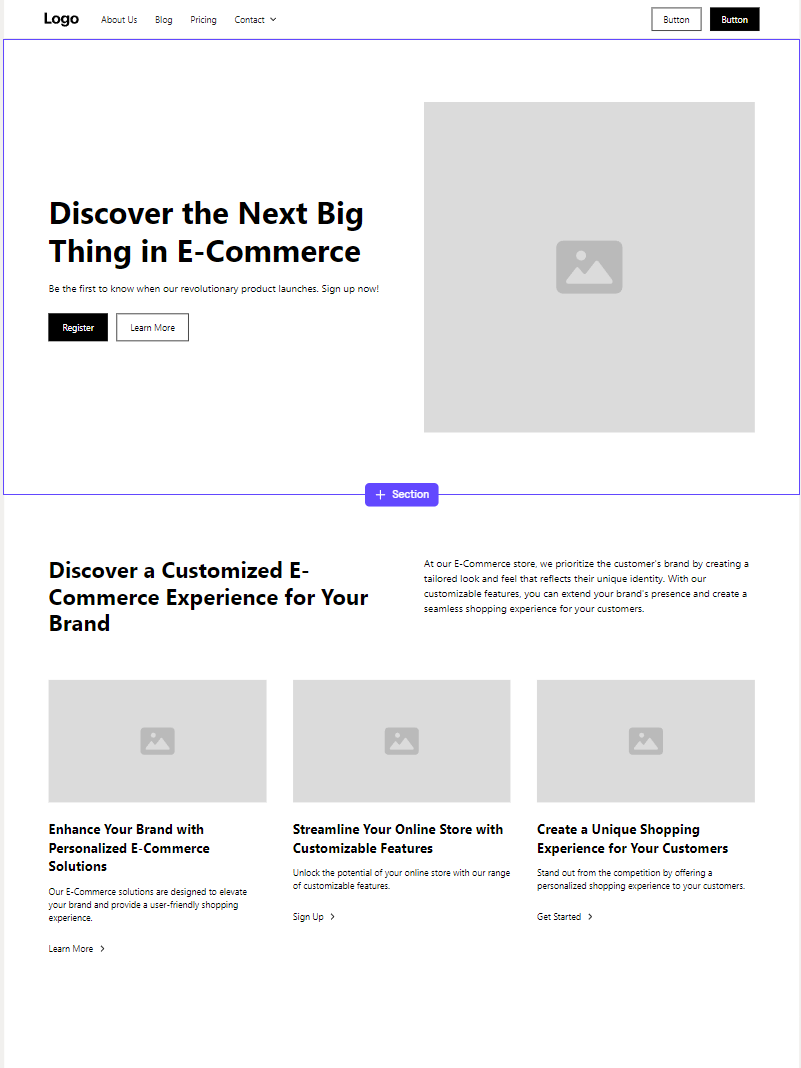 Logo
About Us
Blog
Pricing
Contact
Button
Button
Discover the Next Big
Thing in E-Commerce
Be the first to know when our revolutionary product launches. Sign up now!
Register
Learn More
Section
Discover a Customized E-
Commerce Experience for Your
Brand
At our E-Commerce store, we prioritize the customer's brand by creating a
tailored look and feel that reflects their unique identity. With our
customizable features, you can extend your brand's presence and create a
seamless shopping experience for your customers.
Enhance Your Brand with
Personalized E-Commerce
Solutions
Our E-Commerce solutions are designed to elevate
your brand and provide a user-friendly shopping
experience.
Learn More
Streamline Your Online Store with
Customizable Features
Unlock the potential of your online store with our range
of customizable features.
Sign Up
Create a Unique Shopping
Experience for Your Customers
Stand out from the competition by offering a
personalized shopping experience to your customers.
Get Started